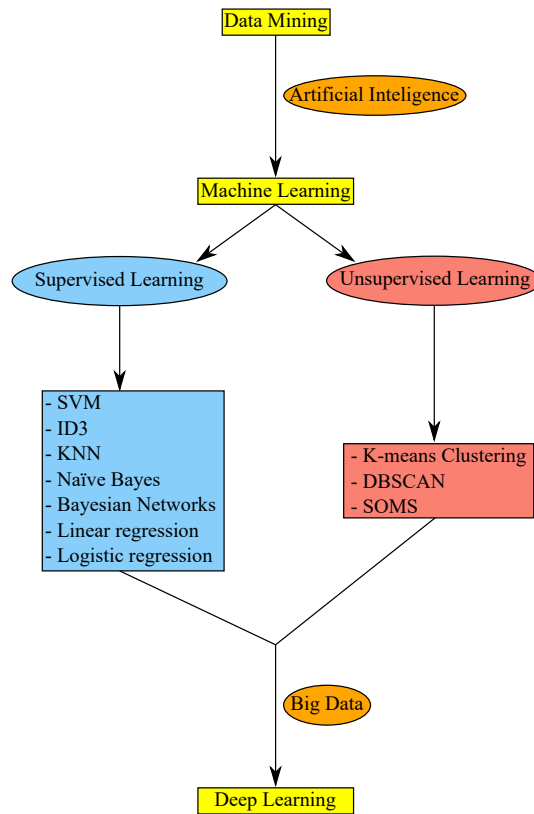 Data Mining
Artificial Inteligence
Machine Learning
Supervised Learning
Unsupervised Learning
- SVM
- ID3
- KNN
- Naïve Bayes
- Bayesian Networks
- Linear regression
- Logistic regression
- K-means Clustering
- DBSCAN
- SOMS
Big Data
Deep Learning